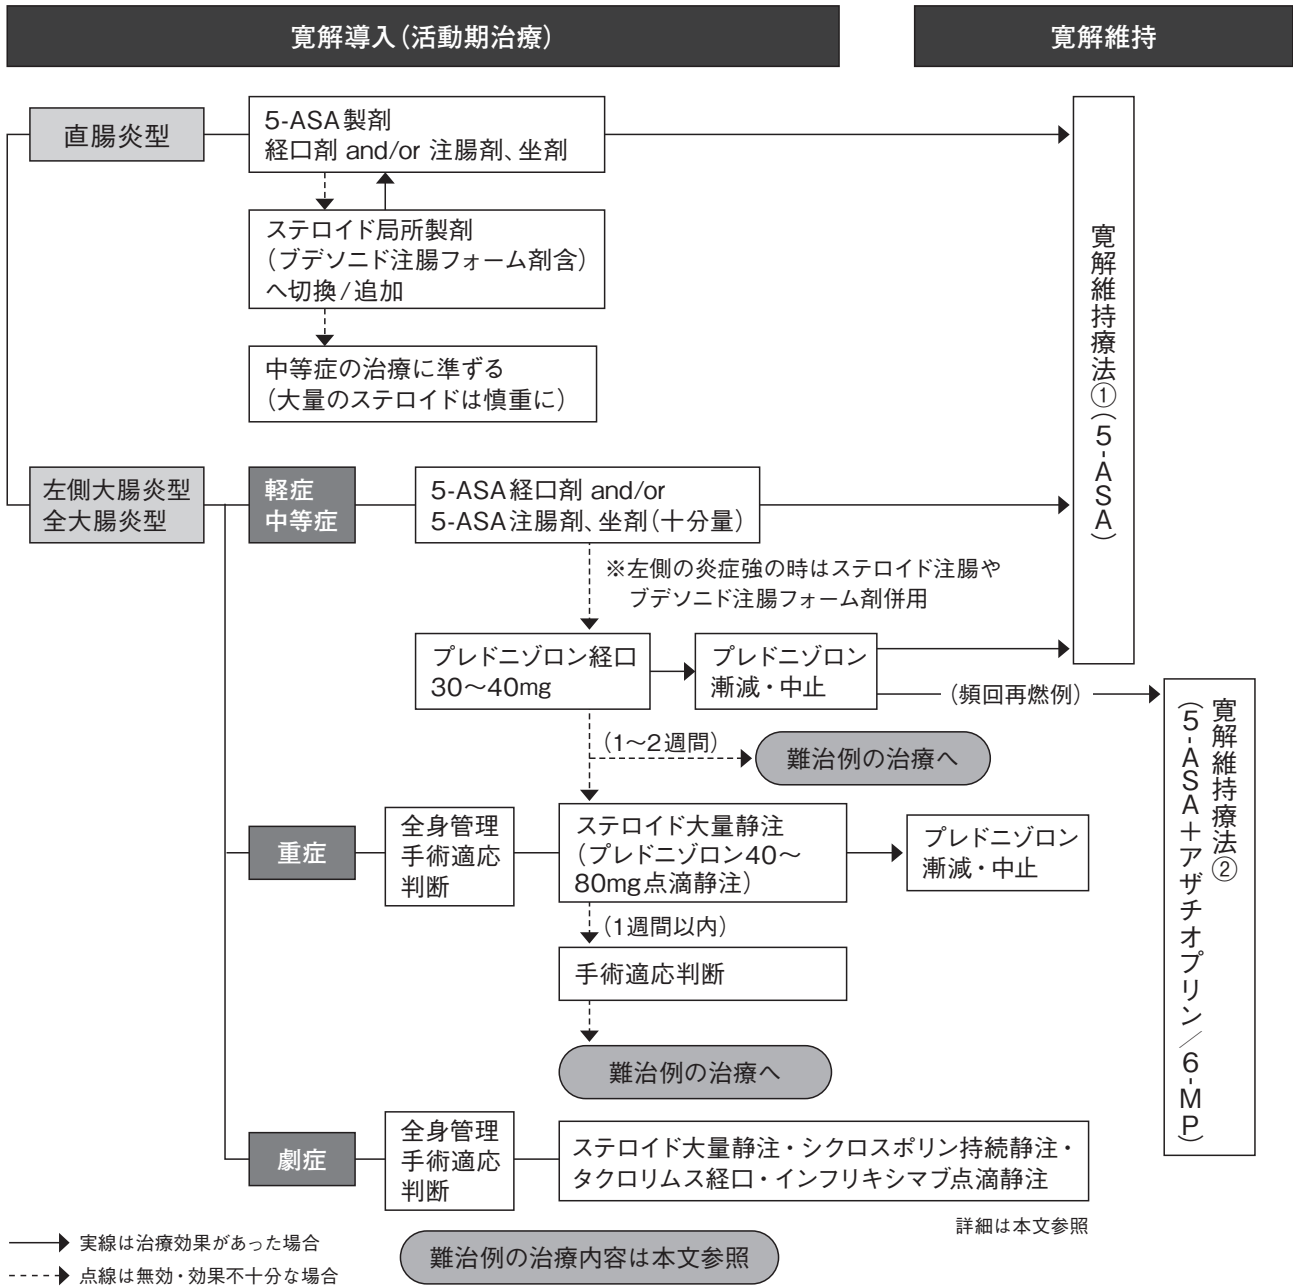 寛解導入（活動期治療）
寛解維持
直腸炎型
5-ASA製剤
経口剤 and/or 注腸剤、坐剤
ステロイド局所製剤
（ブデソニド注腸フォーム剤含）
へ切換/追加
中等症の治療に準ずる
（大量のステロイドは慎重に）
寛解維持療法①（5-ASA）
左側大腸炎型
全大腸炎型
軽症
中等症
5-ASA経口剤 and/or
5-ASA注腸剤、坐剤（十分量）
※左側の炎症強の時はステロイド注腸や
ブデソニド注腸フォーム剤併用
プレドニゾロン経口
30～40mg
プレドニゾロン
漸減・中止
（頻回再燃例）
寛解維持療法②
（5-ASA＋アザチオプリン／6-MP）
（1～2週間）
難治例の治療へ
重症
全身管理
手術適応
判断
ステロイド大量静注
（プレドニゾロン40～
80mg点滴静注）
プレドニゾロン
漸減・中止
（1週間以内）
手術適応判断
難治例の治療へ
劇症
全身管理
手術適応
判断
ステロイド大量静注・シクロスポリン持続静注・
タクロリムス経口・インフリキシマブ点滴静注
詳細は本文参照
実線は治療効果があった場合
点線は無効・効果不十分な場合
難治例の治療内容は本文参照